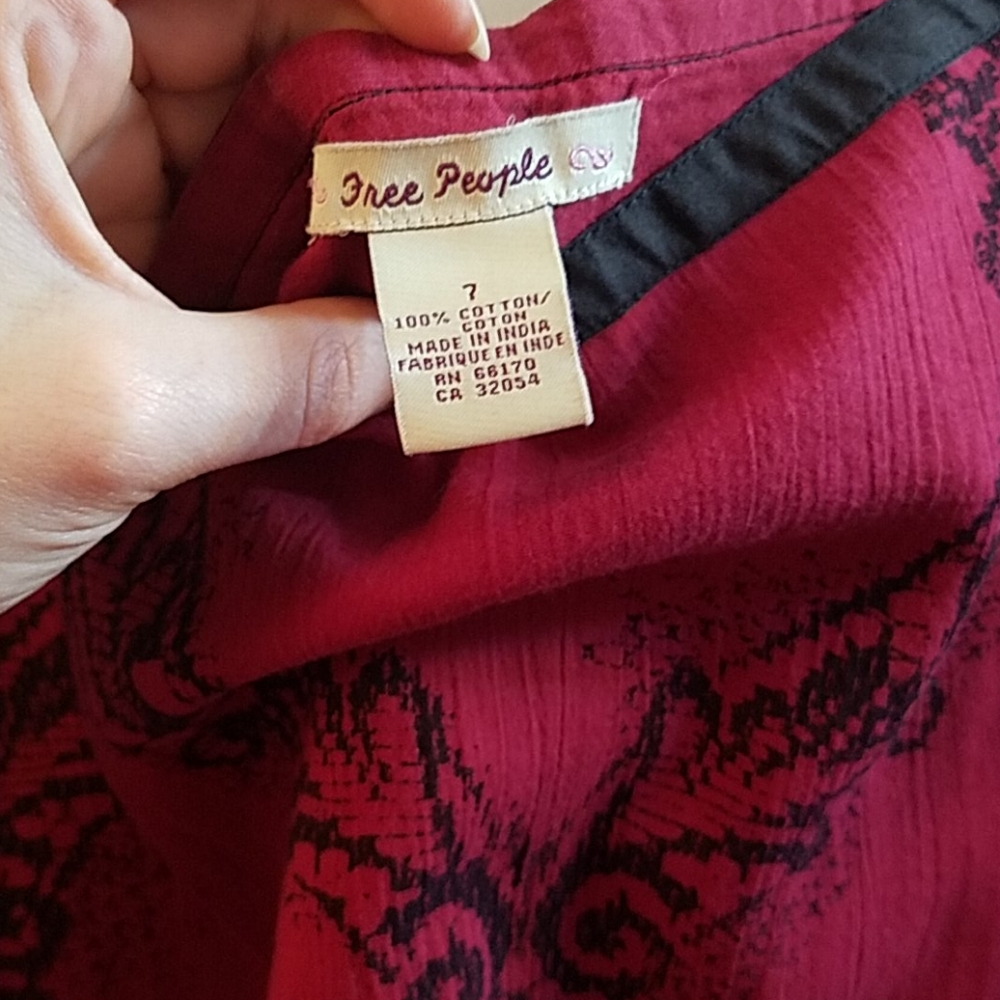 Free People
7
100% COTTON/
COTON
MADE IN INDIA
FABRIQUE EN INDE
RN 66170
CA 32054